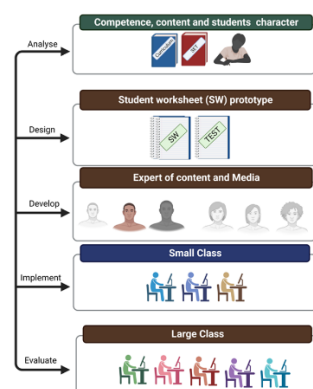 Competence, content and students character
Analyse
Curriculum
Design
Student worksheet (SW) prototype
SW
TEST
Expert of content and Media
Develop
Small Class
Implement
Large Class
Evaluate